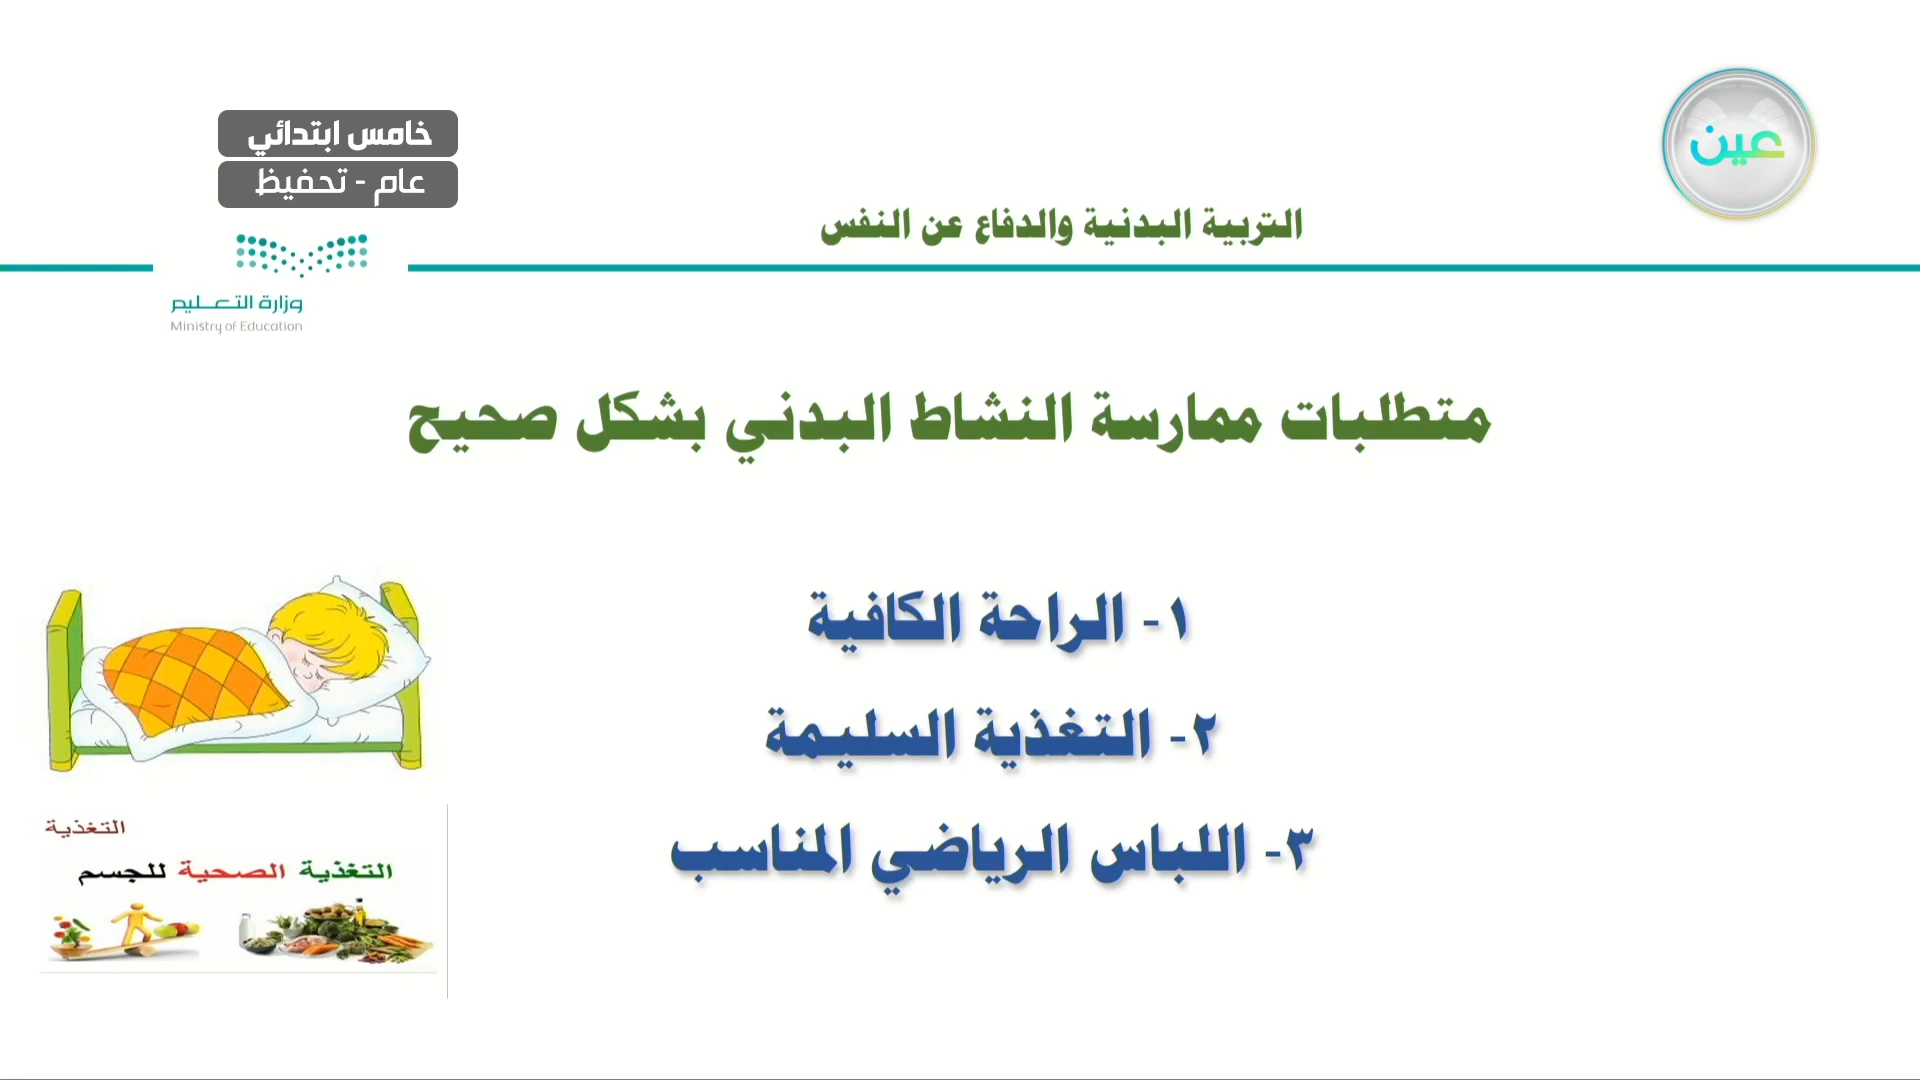 خامس ابتدائي
عام - تحفيظ
عين
التربية البدنية والدفاع عن النفس
وزارة التعليم
Ministry of Education
متطلبات ممارسة النشاط البدني بشكل صحيح
١- الراحة الكافية
٢- التغذية السليمة
٣- اللباس الرياضي المناسب
التغذية
التغذية الصحية للجسم